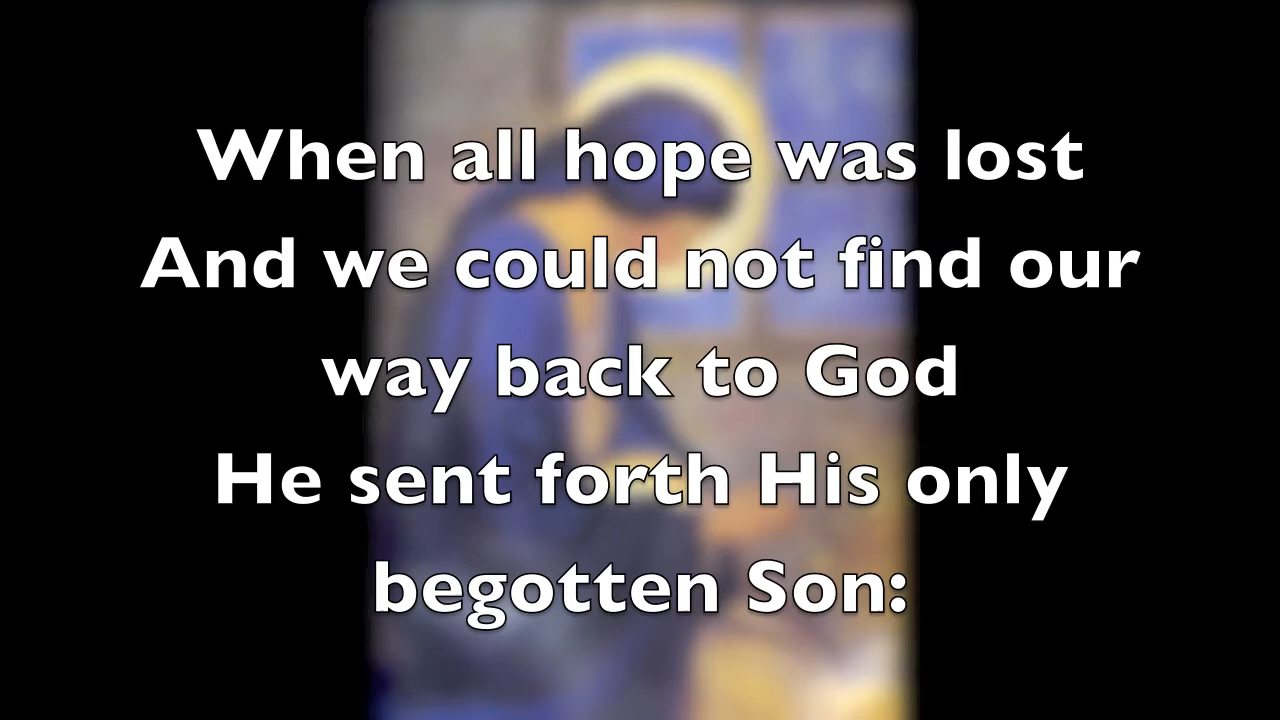 When all hope was lost
And we could not find our
way back to God
He sent forth His only
begotten Son: